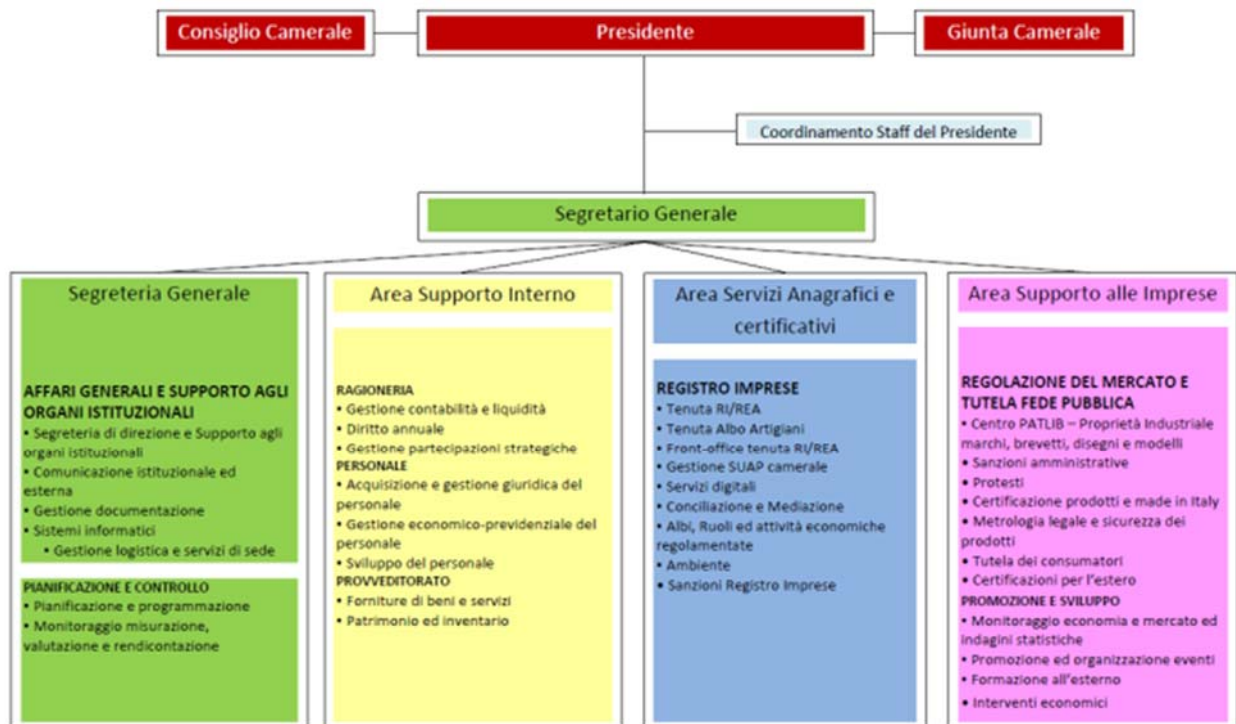 Consiglio Camerale
Presidente
Giunta Camerale
Coordinamento Staff del Presidente
Segretario Generale
Segreteria Generale
AFFARI GENERALI E SUPPORTO AGLI
ORGANI ISTITUZIONALI
• Segreteria di direzione e Supporto agli
organi istituzionali
• Comunicazione istituzionale ed
esterna
• Gestione documentazione
• Sistemi informatici
• Gestione logistica e servizi di sede
PIANIFICAZIONE E CONTROLLO
• Pianificazione e programmazione
• Monitoraggio misurazione,
valutazione e rendicontazione
Area Supporto Interno
RAGIONERIA
• Gestione contabilità e liquidità
• Diritto annuale
• Gestione partecipazioni strategiche
PERSONALE
• Acquisizione e gestione giuridica del
personale
• Gestione economico-previdenziale del
personale
• Sviluppo del personale
PROVVEDITORATO
• Forniture di beni e servizi
• Patrimonio ed inventario
Area Servizi Anagrafici e
certificativi
REGISTRO IMPRESE
• Tenuta RI/REA
• Tenuta Albo Artigiani
• Front-office tenuta RI/REA
• Gestione SUAP camerale
• Servizi digitali
• Conciliazione e Mediazione
• Albi, Ruoli ed attività economiche
regolamentate
• Ambiente
• Sanzioni Registro Imprese
Area Supporto alle Imprese
REGOLAZIONE DEL MERCATO E
TUTELA FEDE PUBBLICA
• Centro PATLIB – Proprietà Industriale
marchi, brevetti, disegni e modelli
• Sanzioni amministrative
• Protesti
• Certificazione prodotti e made in Italy
• Metrologia legale e sicurezza dei
prodotti
• Tutela dei consumatori
• Certificazioni per l'estero
PROMOZIONE E SVILUPPO
• Monitoraggio economia e mercato ed
indagini statistiche
• Promozione ed organizzazione eventi
• Formazione all'esterno
• Interventi economici